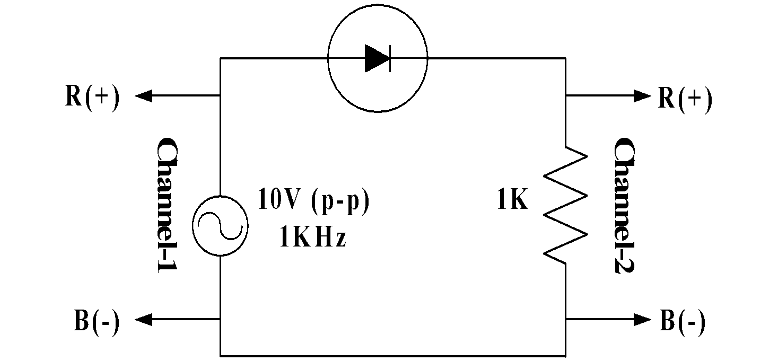 R(+)
R(+)
Channel-1
10V (p-p)
1KHz
1K
Channel-2
B(-)
B(-)